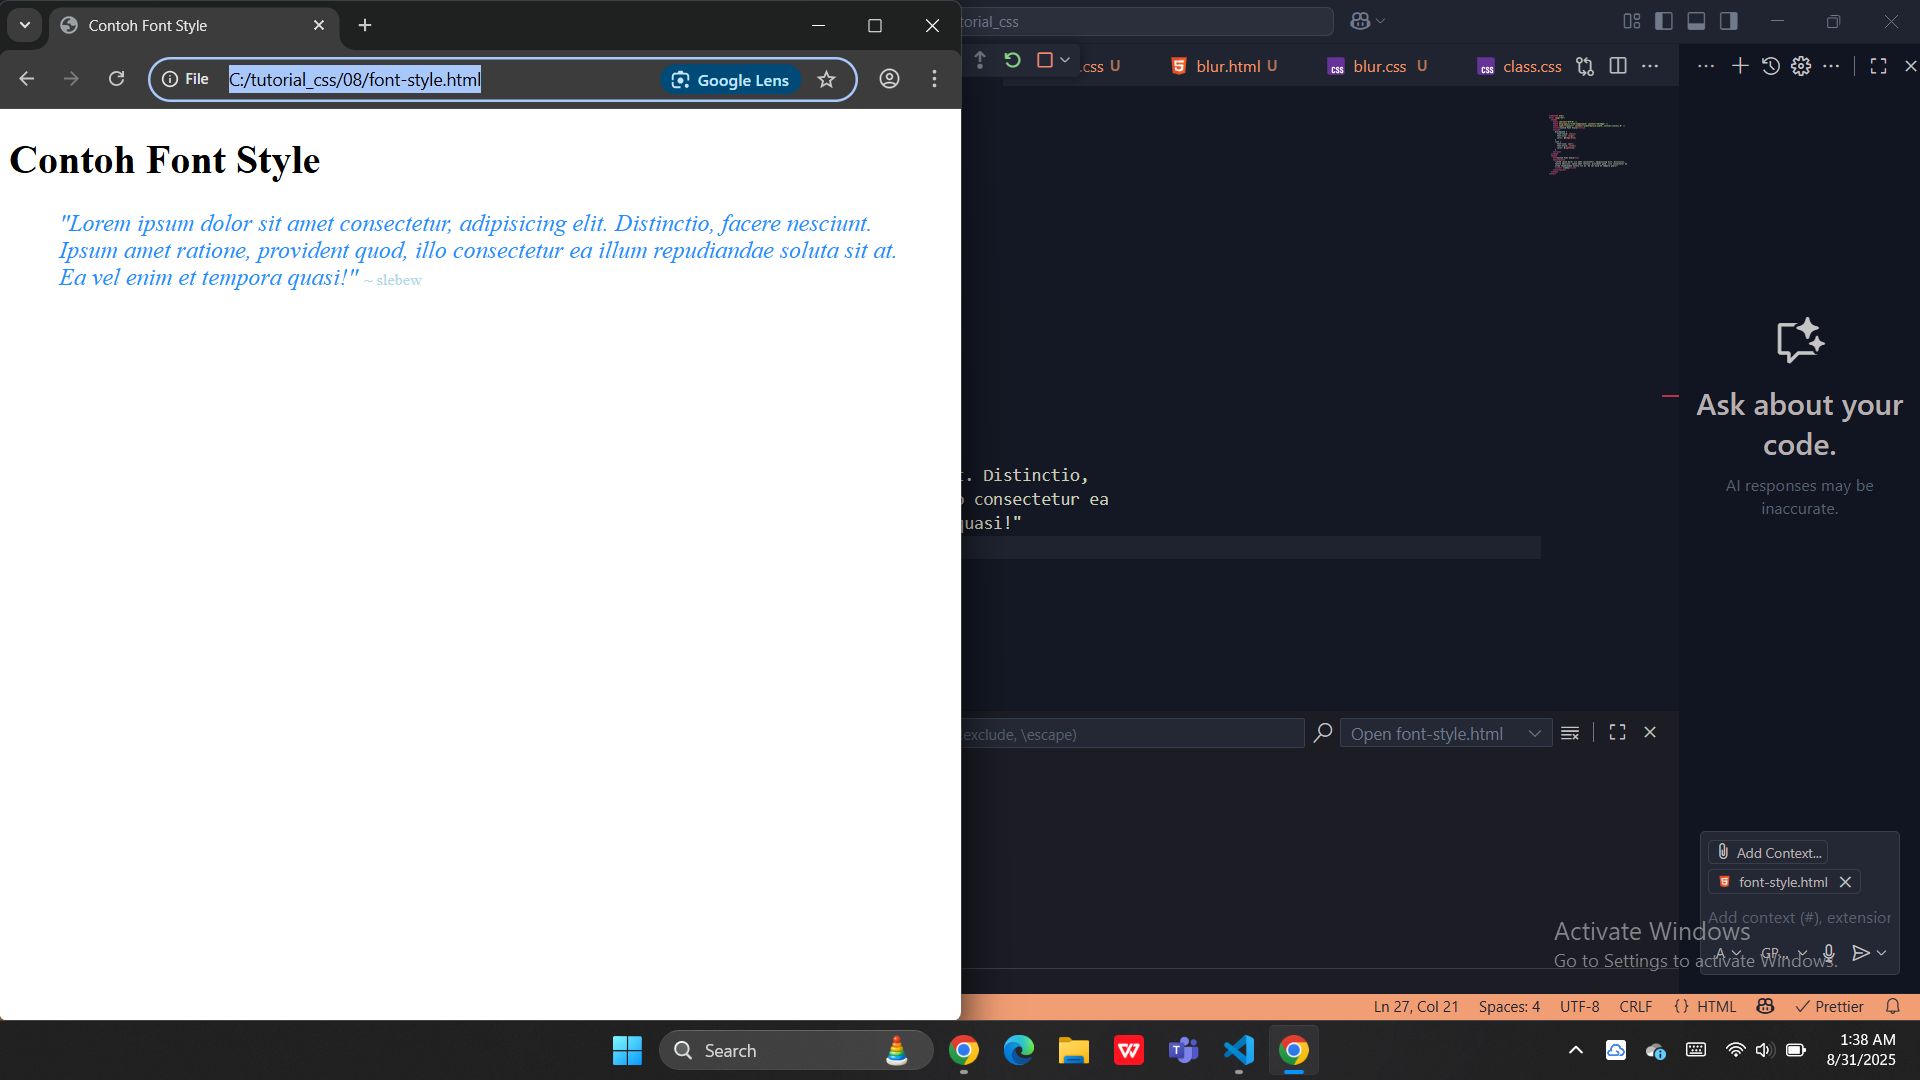 Contoh Font Style
File
C:/tutorial_css/08/font-style.html
Google Lens
Contoh Font Style
"Lorem ipsum dolor sit amet consectetur, adipisicing elit. Distinctio, facere nesciunt.
Ipsum amet ratione, provident quod, illo consectetur ea illum repudiandae soluta sit at.
Ea vel enim et tempora quasi!" ~ slebew
torial_css
.css U
blur.html U
blur.css U
class.css
. Distinctio,
consectetur ea
quasi!"
exclude, \escape)
Open font-style.html
Ask about your
code.
AI responses may be
inaccurate.
Add Context...
font-style.html
Add context (#), extension
A
GP...
Activate Windows
Go to Settings to activate Windows.
Ln 27, Col 21
Spaces: 4
UTF-8
CRLF
{} HTML
Prettier
Search
1:38 AM
8/31/2025